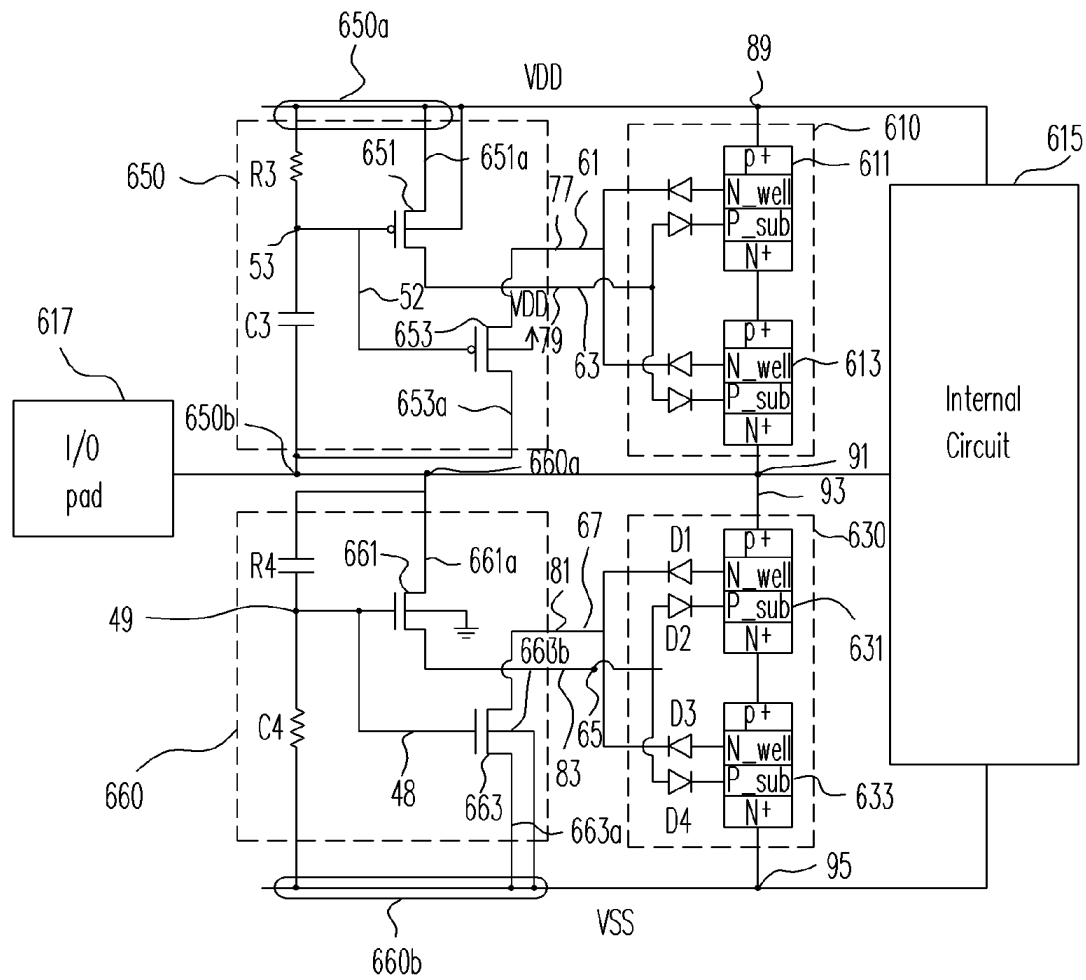 650a
VDD
89
610
615
650
R3
651
651a
77
61
p+
611
N_well
P_sub
N+
53
52
VDD
79
63
C3
653
653a
p+
N_well
613
P_sub
N+
617
I/O
pad
650b
660a
91
93
Internal
Circuit
630
R4
661
661a
81
67
D1
p+
N_well
P_sub
N+
631
D2
49
663b
65
83
C4
48
663
663a
D3
p+
N_well
P_sub
N+
633
D4
660
95
660b
VSS